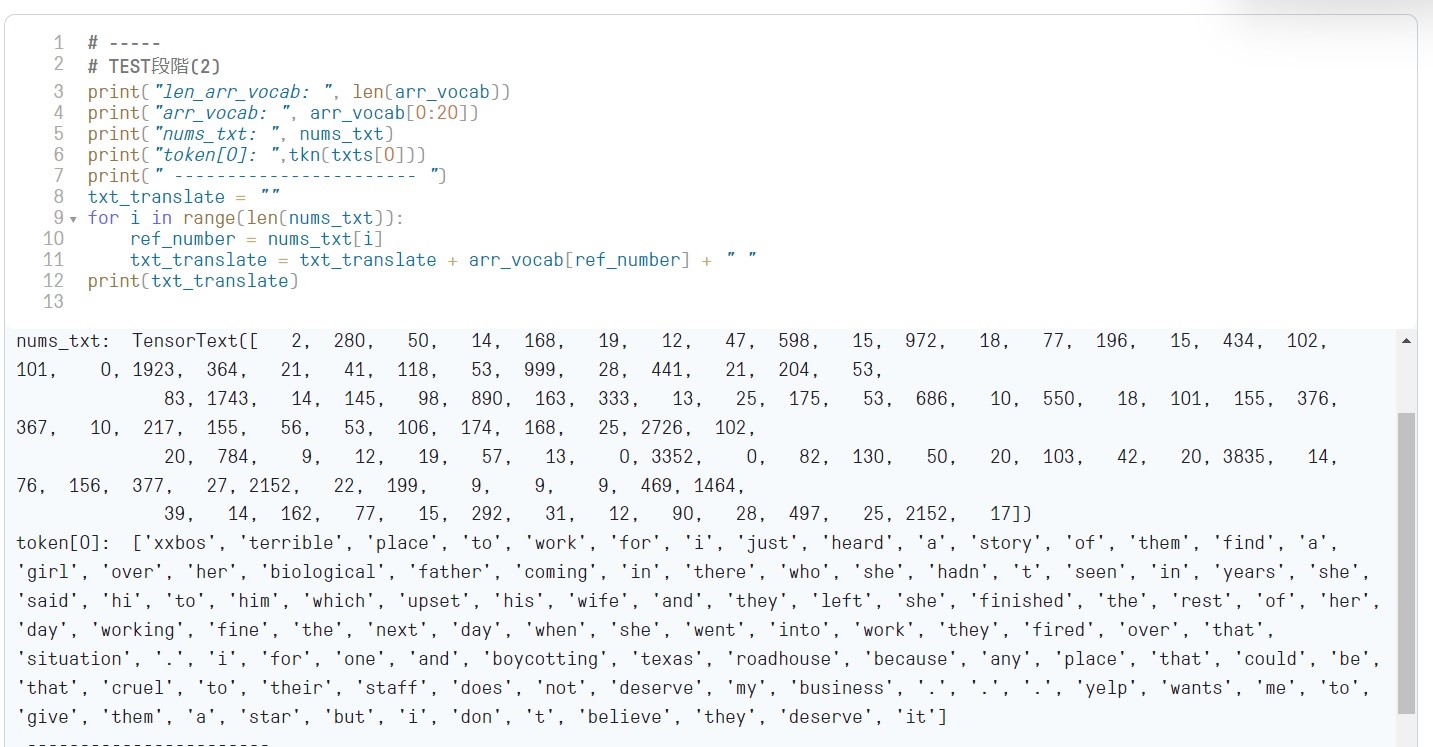 1 # -----
2 # TEST段階(2)
3 print("len_arr_vocab: ", len(arr_vocab))
4 print("arr_vocab: ", arr_vocab[0:20])
5 print("nums_txt: ", nums_txt)
6 print("token[0]: ",tkn(txts[0]))
7 print(" ----------------------- ")
8 txt_translate = ""
9 for i in range(len(nums_txt)):
10     ref_number = nums_txt[i]
11     txt_translate = txt_translate + arr_vocab[ref_number] + " "
12 print(txt_translate)
13
nums_txt:  TensorText([   2,  280,   50,   14,  168,   19,   12,   47,  598,   15,  972,   18,   77,  196,   15,  434,  102,
101,    0, 1923,  364,   21,   41,  118,   53,  999,   28,  441,   21,  204,   53,
83, 1743,   14,  145,   98,  890,  163,  333,   13,   25,  175,   53,  686,   10,  550,   18,  101,  155,  376,
367,   10,  217,  155,   56,   53,  106,  174,  168,   25, 2726,  102,
20,  784,    9,   12,   19,   57,   13,    0, 3352,    0,   82,  130,   50,   20,  103,   42,   20, 3835,   14,
76,  156,  377,   27, 2152,   22,  199,    9,    9,    9,  469, 1464,
39,   14,  162,   77,   15,  292,   31,   12,   90,   28,  497,   25, 2152,   17])
token[0]:  ['xxbos', 'terrible', 'place', 'to', 'work', 'for', 'i', 'just', 'heard', 'a', 'story', 'of', 'them', 'find', 'a',
'girl', 'over', 'her', 'biological', 'father', 'coming', 'in', 'there', 'who', 'she', 'hadn', 't', 'seen', 'in', 'years', 'she',
'said', 'hi', 'to', 'him', 'which', 'upset', 'his', 'wife', 'and', 'they', 'left', 'she', 'finished', 'the', 'rest', 'of', 'her',
'day', 'working', 'fine', 'the', 'next', 'day', 'when', 'she', 'went', 'into', 'work', 'they', 'fired', 'over', 'that',
'situation', '.', 'i', 'for', 'one', 'and', 'boycotting', 'texas', 'roadhouse', 'because', 'any', 'place', 'that', 'could', 'be',
'that', 'cruel', 'to', 'their', 'staff', 'does', 'not', 'deserve', 'my', 'business', '.', '.', '.', 'yelp', 'wants', 'me', 'to',
'give', 'them', 'a', 'star', 'but', 'i', 'don', 't', 'believe', 'they', 'deserve', 'it']
-----------------------